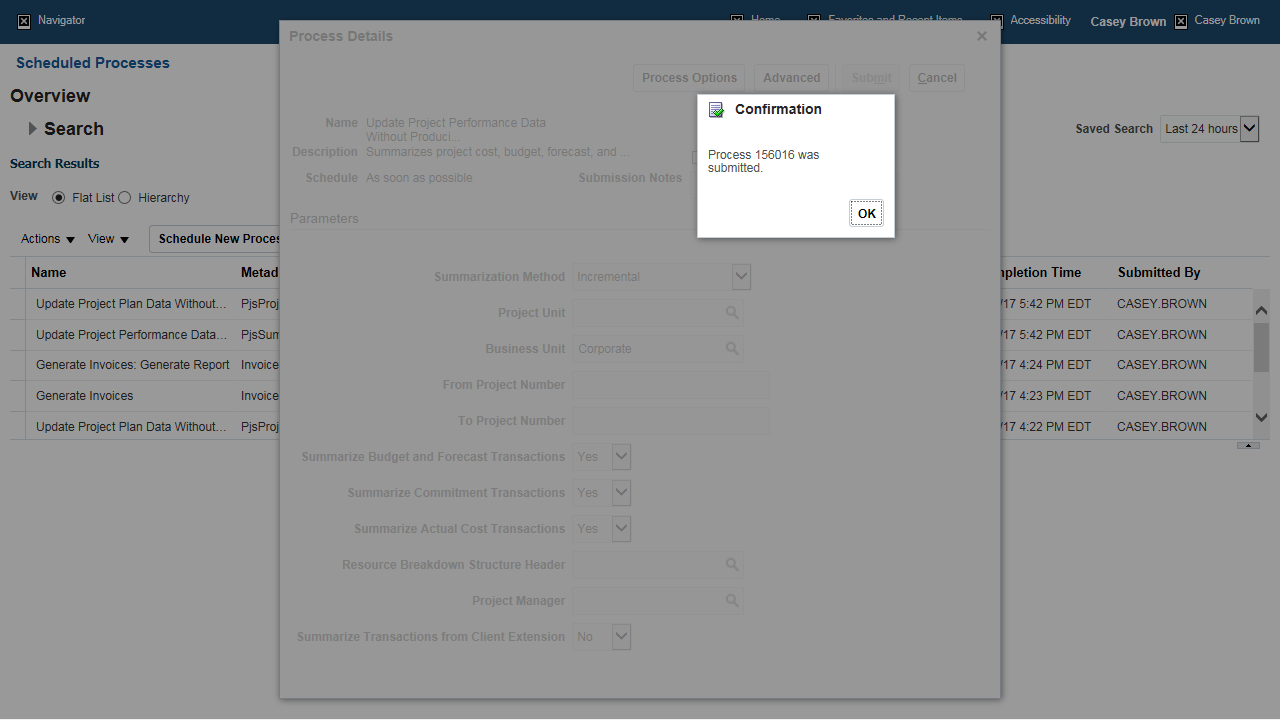 Navigator
Home
Favorites and Recent Items
Accessibility
Casey Brown
Casey Brown
Process Details
Scheduled Processes
Process Options
Advanced
Submit
Cancel
Overview
Confirmation
Name
Update Project Performance Data
Without Produci...
Search
Saved Search
Last 24 hours
Description
Summarizes project cost, budget, forecast, and ...
Process 156016 was
submitted.
Search Results
Schedule
As soon as possible
Submission Notes
View
Flat List
Hierarchy
OK
Parameters
Actions
View
Schedule New Proces
Name
Metad
npletion Time
Submitted By
Summarization Method
Incremental
Update Project Plan Data Without...
PjsProj
/17 5:42 PM EDT
CASEY.BROWN
Project Unit
Update Project Performance Data...
PjsSum
/17 5:42 PM EDT
CASEY.BROWN
Business Unit
Corporate
Generate Invoices: Generate Report
Invoice
/17 4:24 PM EDT
CASEY.BROWN
From Project Number
Generate Invoices
Invoice
/17 4:23 PM EDT
CASEY.BROWN
To Project Number
Update Project Plan Data Without...
PjsProj
/17 4:22 PM EDT
CASEY.BROWN
Summarize Budget and Forecast Transactions
Yes
Summarize Commitment Transactions
Yes
Summarize Actual Cost Transactions
Yes
Resource Breakdown Structure Header
Project Manager
Summarize Transactions from Client Extension
No